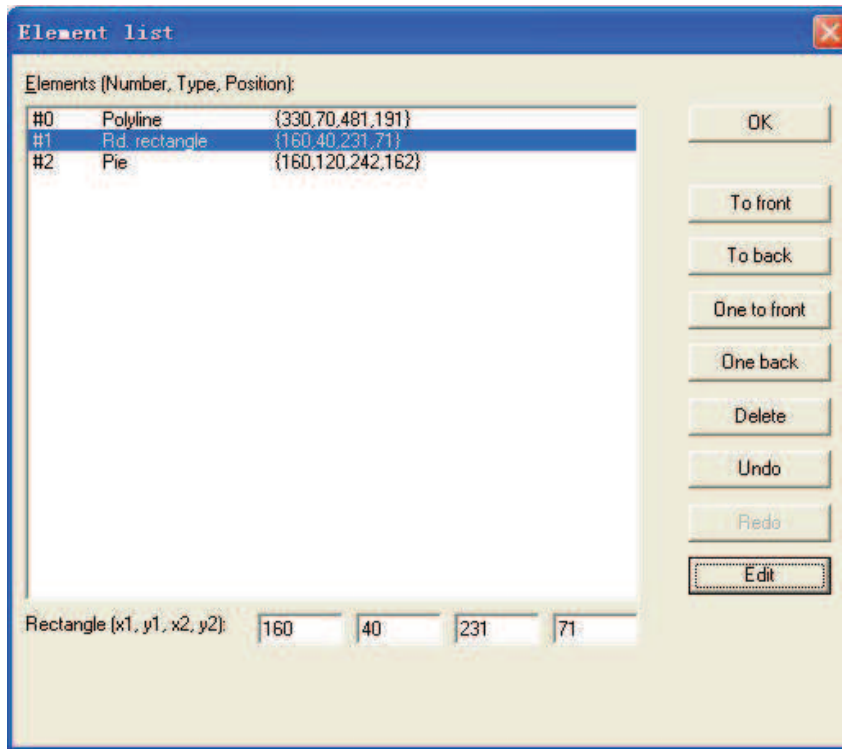 Element list
Elements (Number, Type, Position):
#0 Polyline {330,70,481,191}
#1 Rd. rectangle {160,40,231,71}
#2 Pie {160,120,242,162}
OK
To front
To back
One to front
One back
Delete
Undo
Redo
Edit
Rectangle (x1, y1, x2, y2): 160 40 231 71